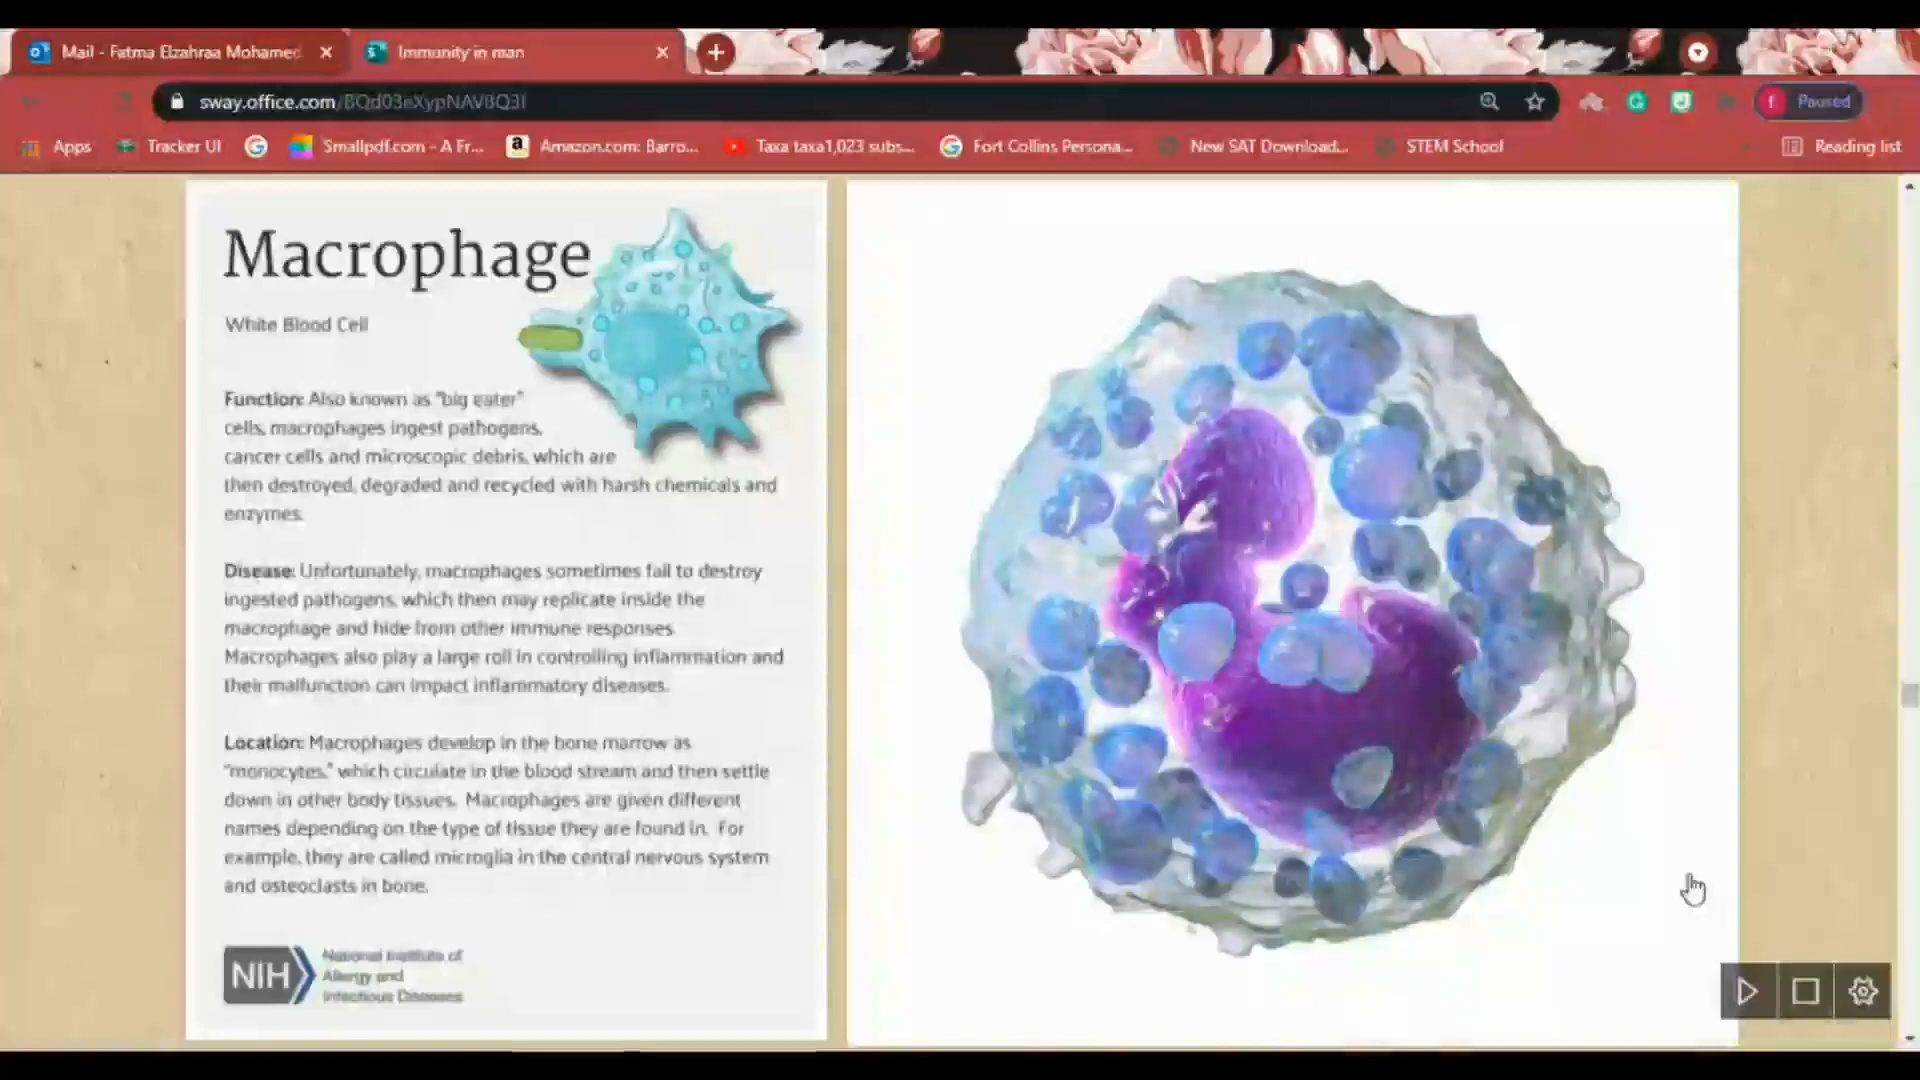 Mail - Fatma Elzahraa Mohamed
Immunity in man
sway.office.com/8Qd03eXypNAV8Q3l
Paused
Apps
Tracker UI
Smallpdf.com - A Fr...
Amazon.com: Barro...
Taxa taxa1,023 subs...
Fort Collins Persona...
New SAT Download...
STEM School
Reading list
Macrophage
White Blood Cell
Function: Also known as "big eater"
cells, macrophages ingest pathogens,
cancer cells and microscopic debris, which are
then destroyed, degraded and recycled with harsh chemicals and
enzymes.
Disease: Unfortunately, macrophages sometimes fail to destroy
ingested pathogens, which then may replicate inside the
macrophage and hide from other immune responses.
Macrophages also play a large roll in controlling inflammation and
their malfunction can impact inflammatory diseases.
Location: Macrophages develop in the bone marrow as
"monocytes," which circulate in the blood stream and then settle
down in other body tissues. Macrophages are given different
names depending on the type of tissue they are found in. For
example, they are called microglia in the central nervous system
and osteoclasts in bone.
NIH
National Institute of
Allergy and
Infectious Diseases